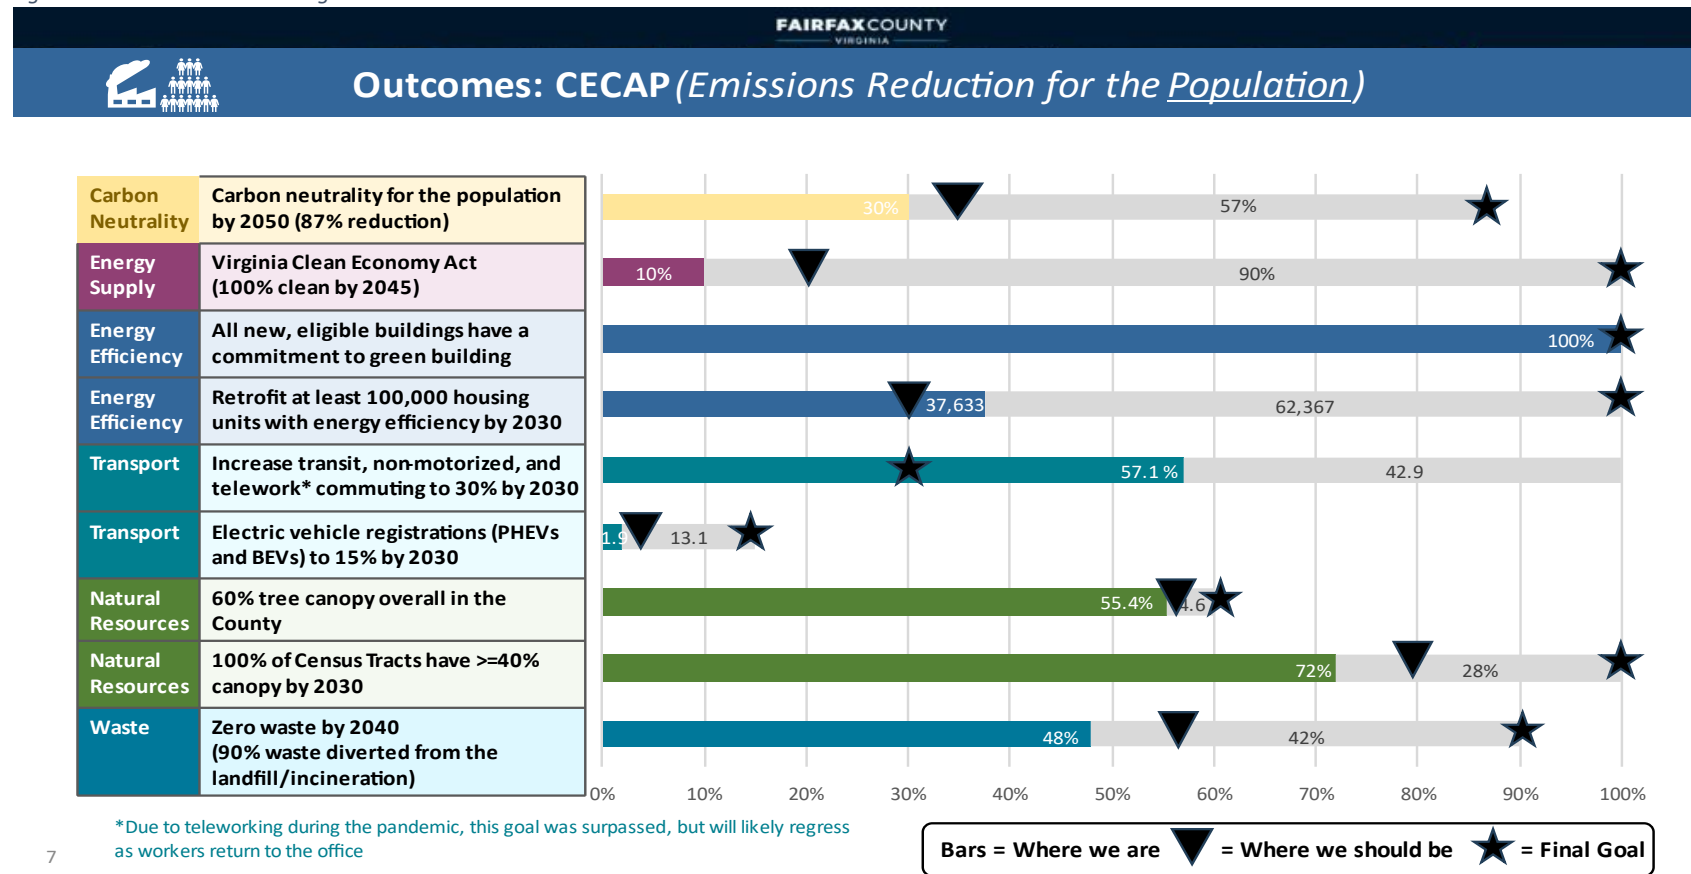 FAIRFAX COUNTY
VIRGINIA
Outcomes: CECAP (Emissions Reduction for the Population)
Carbon
Neutrality
Carbon neutrality for the population
by 2050 (87% reduction)
30%
57%
Energy
Supply
Virginia Clean Economy Act
(100% clean by 2045)
10%
90%
Energy
Efficiency
All new, eligible buildings have a
commitment to green building
100%
Energy
Efficiency
Retrofit at least 100,000 housing
units with energy efficiency by 2030
37,633
62,367
Transport
Increase transit, non-motorized, and
telework* commuting to 30% by 2030
57.1 %
42.9
Transport
Electric vehicle registrations (PHEVs
and BEVs) to 15% by 2030
1.9
13.1
Natural
Resources
60% tree canopy overall in the
County
55.4%
4.6
Natural
Resources
100% of Census Tracts have >=40%
canopy by 2030
72%
28%
Waste
Zero waste by 2040
(90% waste diverted from the
landfill/incineration)
48%
42%
0% 10% 20% 30% 40% 50% 60% 70% 80% 90% 100%
*Due to teleworking during the pandemic, this goal was surpassed, but will likely regress
as workers return to the office
Bars = Where we are = Where we should be = Final Goal
7